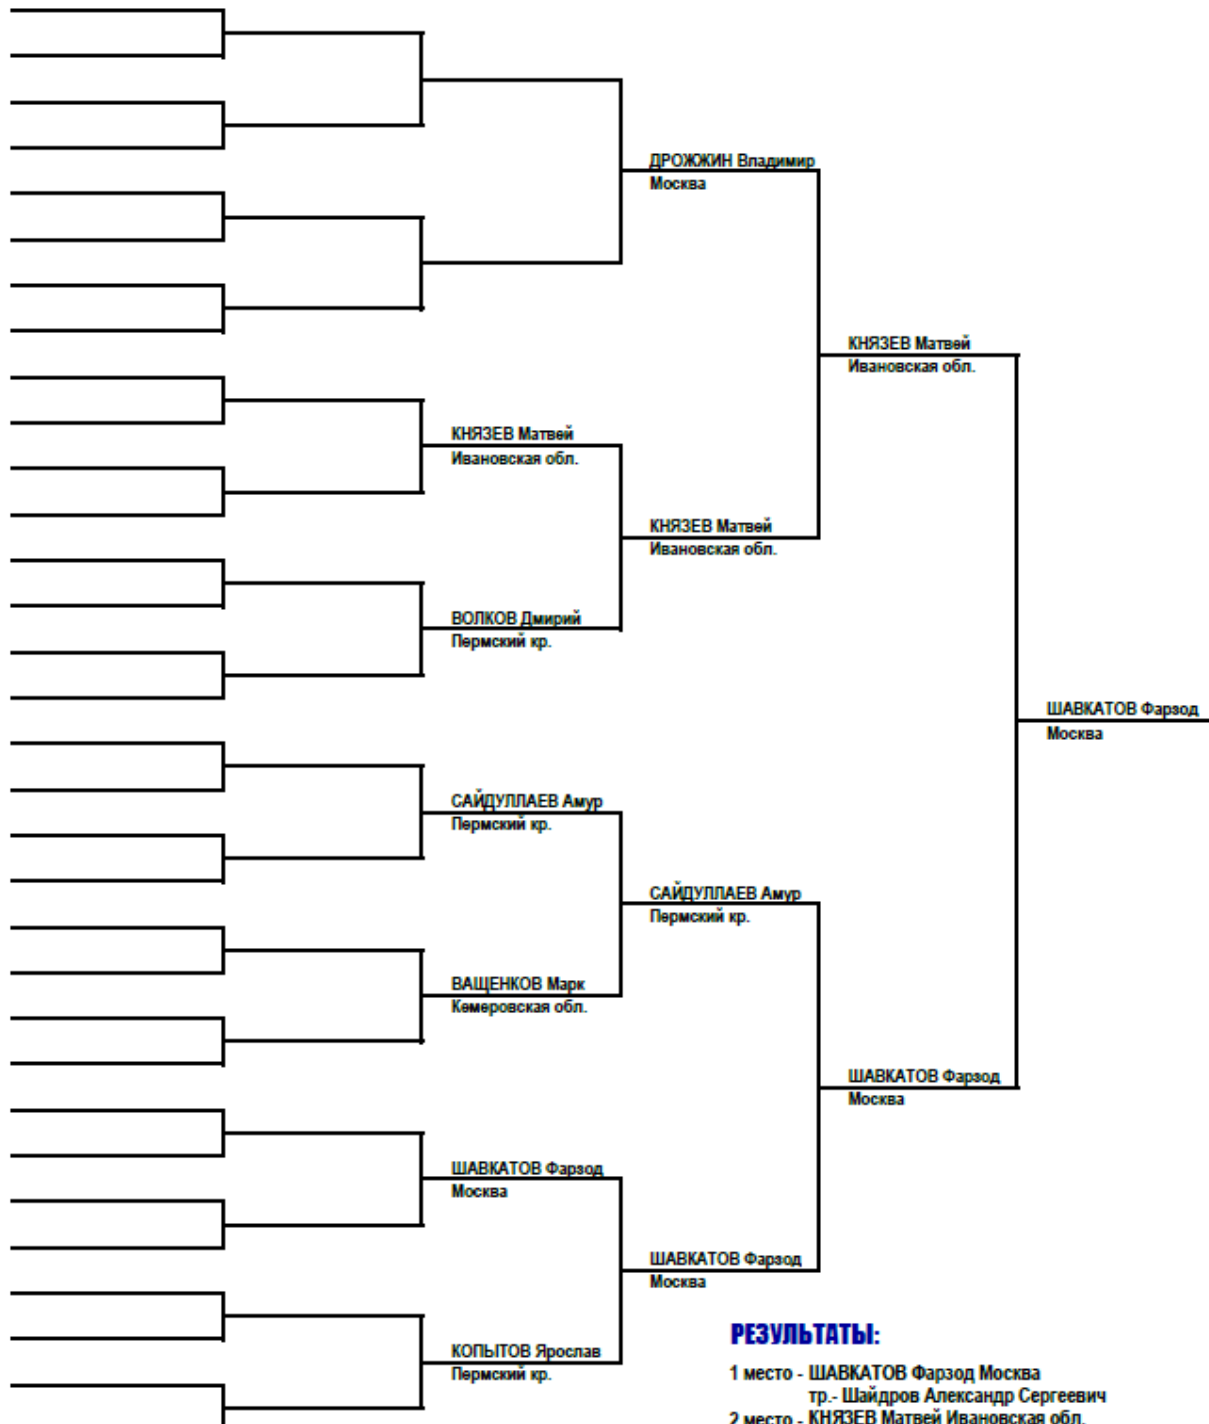 ДРОЖЖИН Владимир
Москва
КНЯЗЕВ Матвей
Ивановская обл.
КНЯЗЕВ Матвей
Ивановская обл.
КНЯЗЕВ Матвей
Ивановская обл.
ВОЛКОВ Дмирий
Пермский кр.
ШАВКАТОВ Фарзод
Москва
САЙДУЛЛАЕВ Амур
Пермский кр.
САЙДУЛЛАЕВ Амур
Пермский кр.
ВАЩЕНКОВ Марк
Кемеровская обл.
ШАВКАТОВ Фарзод
Москва
ШАВКАТОВ Фарзод
Москва
ШАВКАТОВ Фарзод
Москва
КОПЫТОВ Ярослав
Пермский кр.
РЕЗУЛЬТАТЫ:
1 место - ШАВКАТОВ Фарзод Москва
тр.- Шайдров Александр Сергеевич
2 место - КНЯЗЕВ Матвей Ивановская обл.